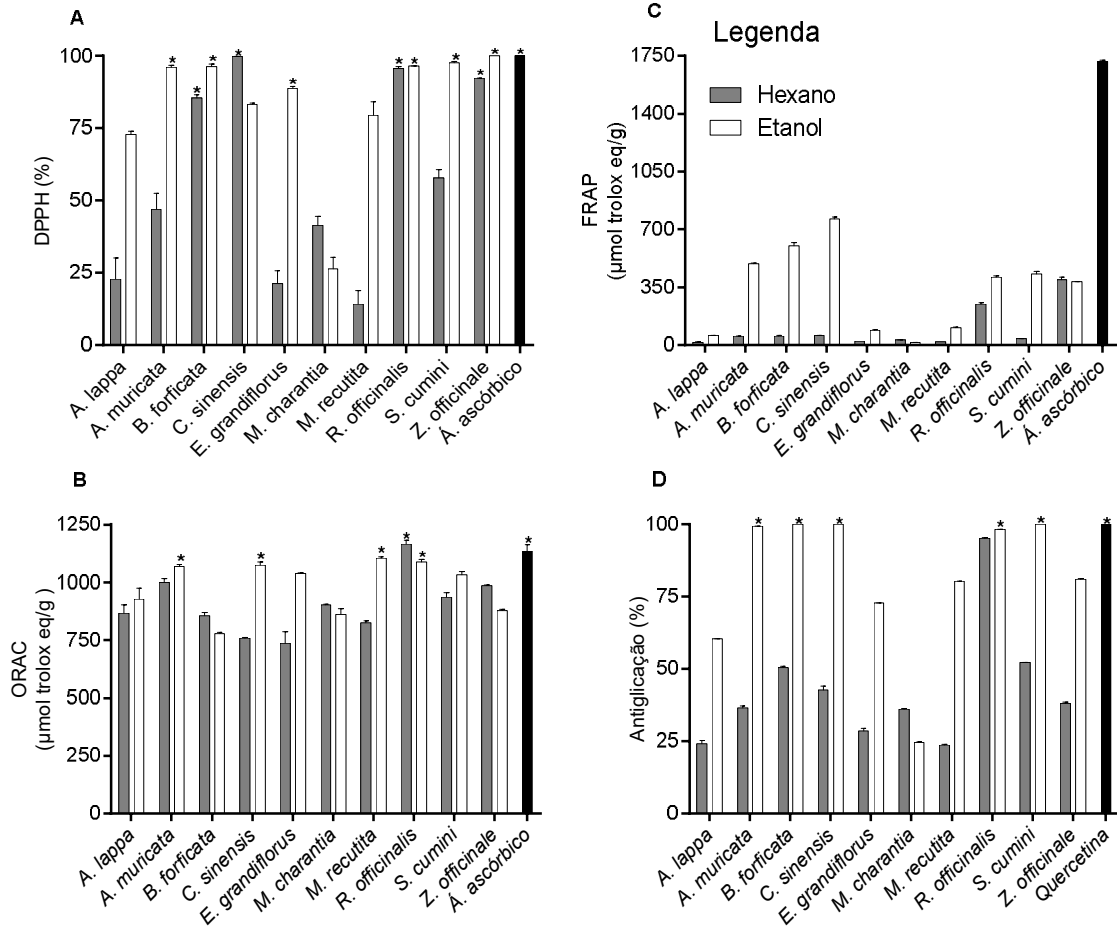 A
DPPH (%)
100
75
50
25
0
* * * * * * * * * * * *
A. lappa
A. muricata
B. forficata
C. sinensis
E. grandiflorus
M. charantia
M. recutita
R. officinalis
S. cumini
Z. officinale
Á. ascórbico
C
Legenda
Hexano
Etanol
FRAP
(µmol trolox eq/g)
1750
1400
1050
700
350
0
A. lappa
A. muricata
B. forficata
C. sinensis
E. grandiflorus
M. charantia
M. recutita
R. officinalis
S. cumini
Z. officinale
Á. ascórbico
B
ORAC
(µmol trolox eq/g )
1250
1000
750
500
250
0
* * * * * *
A. lappa
A. muricata
B. forficata
C. sinensis
E. grandiflorus
M. charantia
M. recutita
R. officinalis
S. cumini
Z. officinale
Á. ascórbico
D
Antiglicação (%)
100
75
50
25
0
* * * * * *
A. lappa
A. muricata
B. forficata
C. sinensis
E. grandiflorus
M. charantia
M. recutita
R. officinalis
S. cumini
Z. officinale
Quercetina